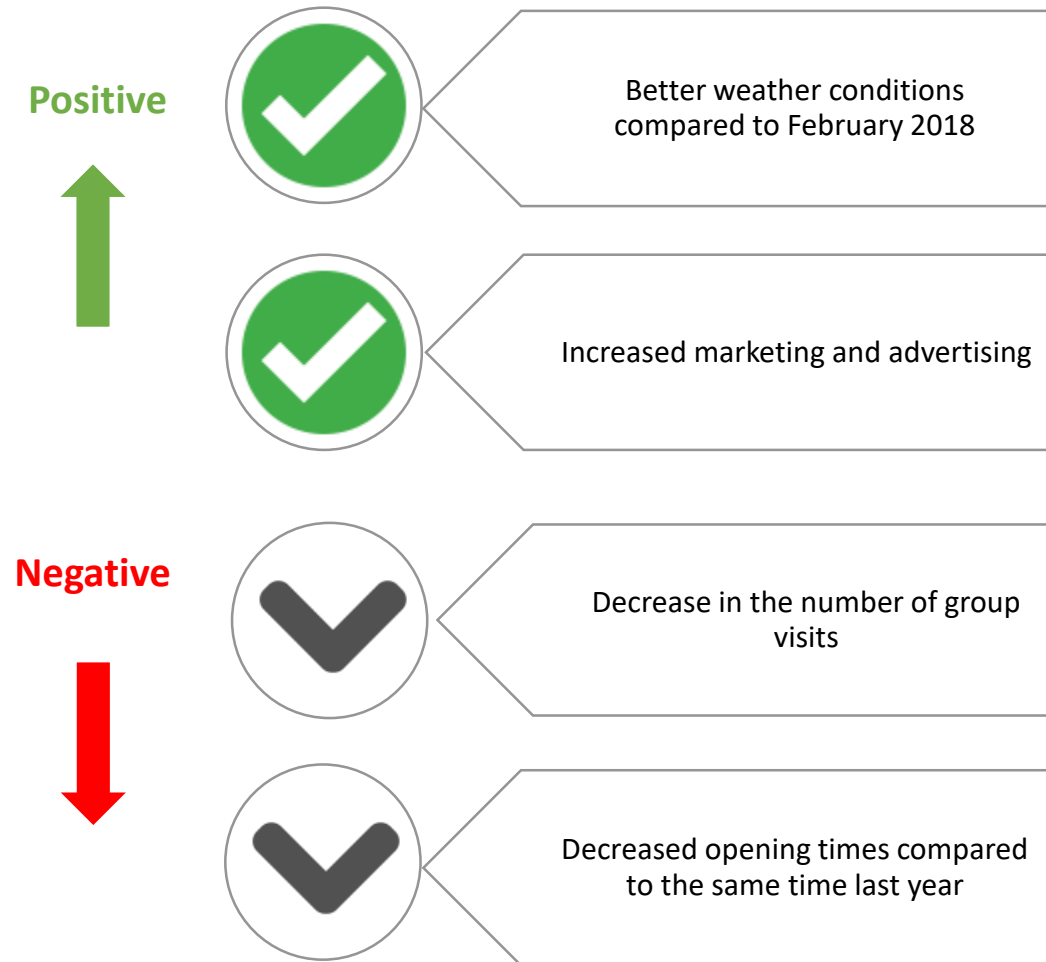 Positive
Better weather conditions
compared to February 2018
Increased marketing and advertising
Negative
Decrease in the number of group
visits
Decreased opening times compared
to the same time last year